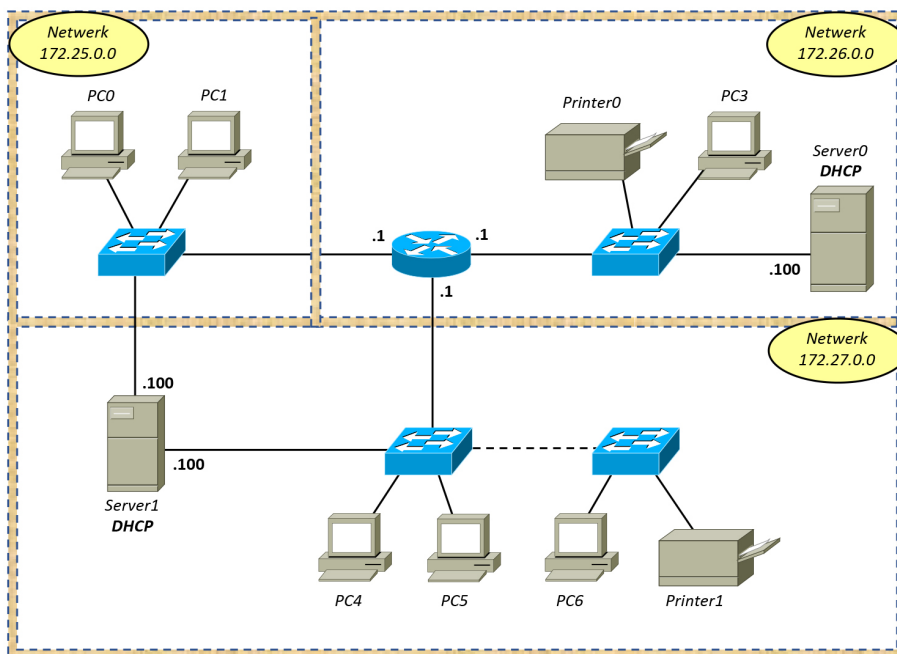 Netwerk
172.25.0.0
PC0
PC1
Netwerk
172.26.0.0
Printer0
PC3
Server0
DHCP
.1
.1
.1
.100
Netwerk
172.27.0.0
.100
.100
Server1
DHCP
PC4
PC5
PC6
Printer1